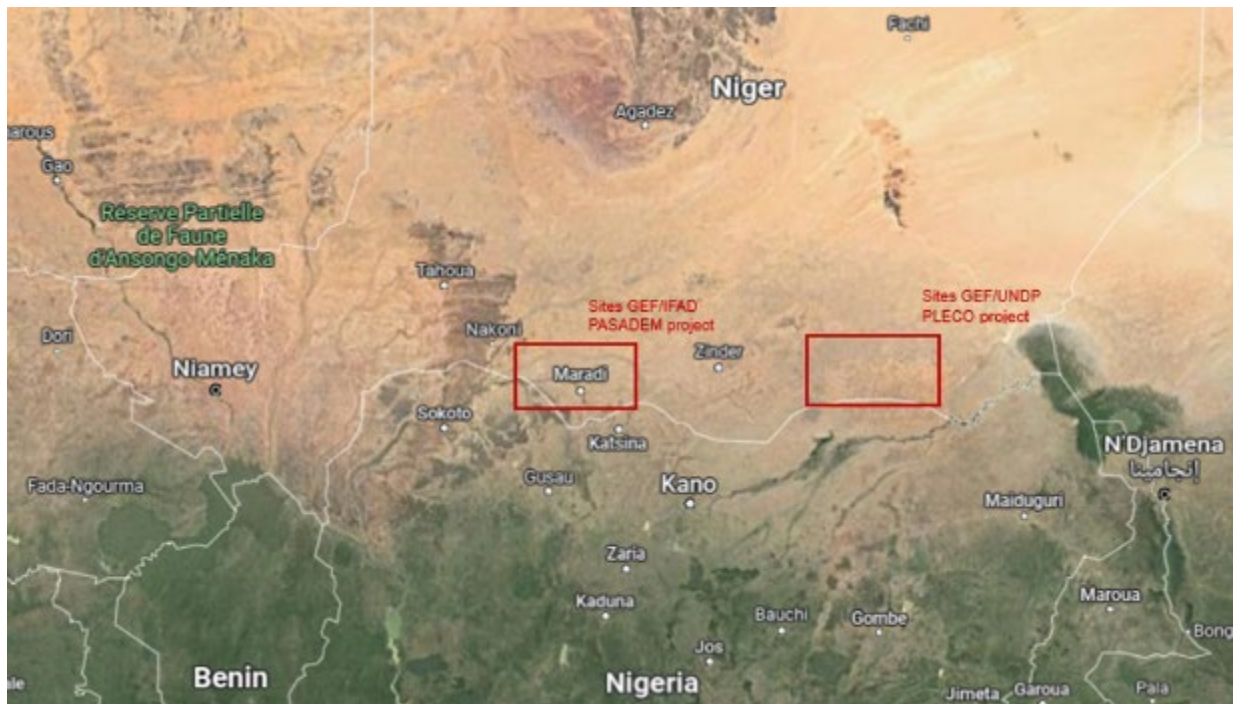 Fachi
Niger
Agadez
arous
Gao
Réserve Partielle
de Faune
d'Ansongo-Ménaka
Tahoua
Sites GEF/IFAD
PASADEM project
Sites GEF/UNDP
PLECO project
Dori
Nakoni
Zinder
Niamey
Maradi
Sokoto
Katsina
N'Djamena
إنجامينا
Fada-Ngourma
Gusau
Kano
Maiduguri
Zaria
Kaduna
Maroua
Bauchi
Gombe
Bong
Jos
Benin
Nigeria
ale
Jimeta
Garoua
Pala